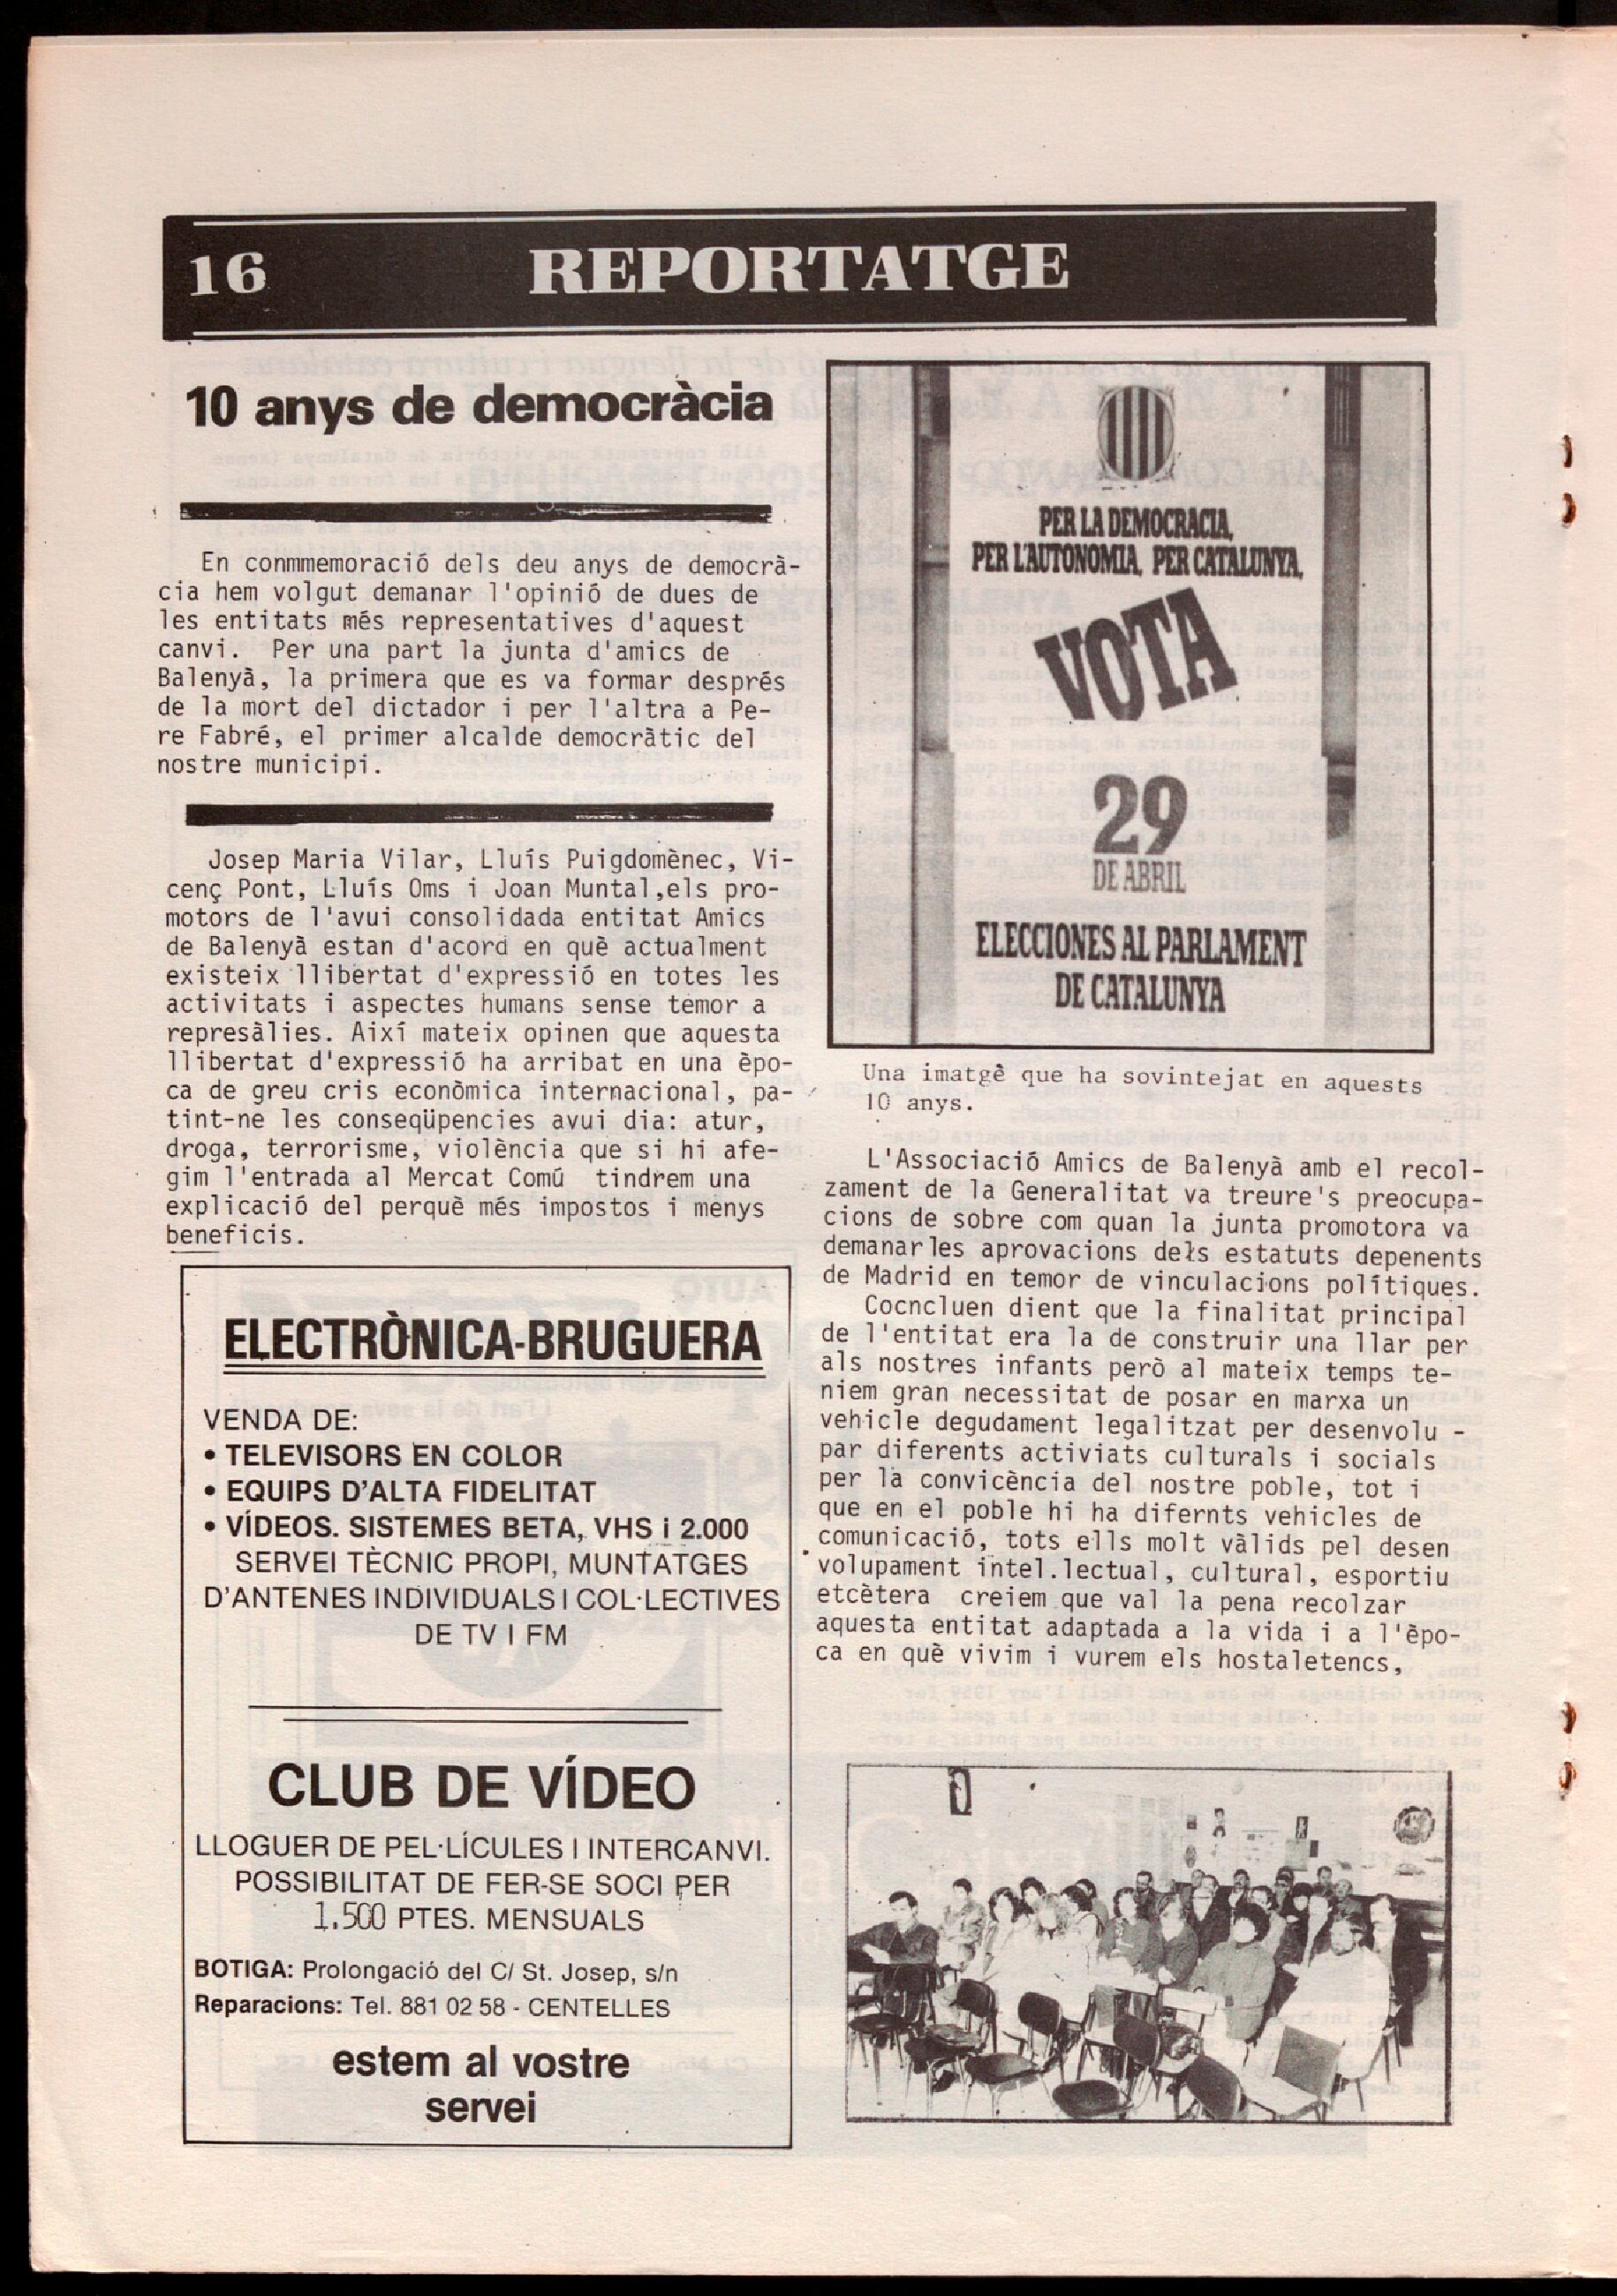 16 REPORTATGE
10 anys de democràcia
En conmmemoració dels deu anys de democrà-
cia hem volgut demanar l'opinió de dues de
les entitats més representatives d'aquest
canvi. Per una part la junta d'amics de
Balenyà, la primera que es va formar després
de la mort del dictador i per l'altra a Pe-
re Fabré, el primer alcalde democràtic del
nostre municipi.
Josep Maria Vilar, Lluís Puigdomènec, Vi-
cenç Pont, Lluís Oms i Joan Muntal,els pro-
motors de l'avui consolidada entitat Amics
de Balenyà estan d'acord en què actualment
existeix llibertat d'expressió en totes les
activitats i aspectes humans sense temor a
represàlies. Així mateix opinen que aquesta
llibertat d'expressió ha arribat en una èpo-
ca de greu cris econòmica internacional, pa-
tint-ne les conseqüpencies avui dia: atur,
droga, terrorisme, violència que si hi afe-
gim l'entrada al Mercat Comú tindrem una
explicació del perquè més impostos i menys
beneficis.
ELECTRÒNICA-BRUGUERA
VENDA DE:
• TELEVISORS EN COLOR
• EQUIPS D'ALTA FIDELITAT
• VÍDEOS. SISTEMES BETA, VHS i 2.000
SERVEI TÈCNIC PROPI, MUNTATGES
D'ANTENES INDIVIDUALS I COL·LECTIVES
DE TV I FM
CLUB DE VÍDEO
LLOGUER DE PEL·LÍCULES I INTERCANVI.
POSSIBILITAT DE FER-SE SOCI PER
1.500 PTES. MENSUALS
BOTIGA: Prolongació del C/ St. Josep, s/n
Reparacions: Tel. 881 02 58 - CENTELLES
estem al vostre
servei
PER LA DEMOCRACIA,
PER L'AUTONOMIA, PER CATALUNYA,
VOTA
29
DE ABRIL
ELECCIONES AL PARLAMENT
DE CATALUNYA
Una imatge que ha sovintejat en aquests
10 anys.
L'Associació Amics de Balenyà amb el recol-
zament de la Generalitat va treure's preocupa-
cions de sobre com quan la junta promotora va
demanar les aprovacions dels estatuts depenents
de Madrid en temor de vinculacions polítiques.
Cocncluen dient que la finalitat principal
de l'entitat era la de construir una llar per
als nostres infants però al mateix temps te-
niem gran necessitat de posar en marxa un
vehicle degudament legalitzat per desenvolu -
par diferents activiats culturals i socials
per la convicència del nostre poble, tot i
que en el poble hi ha difernts vehicles de
comunicació, tots ells molt vàlids pel desen
volupament intel.lectual, cultural, esportiu
etcètera creiem que val la pena recolzar
aquesta entitat adaptada a la vida i a l'èpo-
ca en què vivim i vurem els hostaletencs,